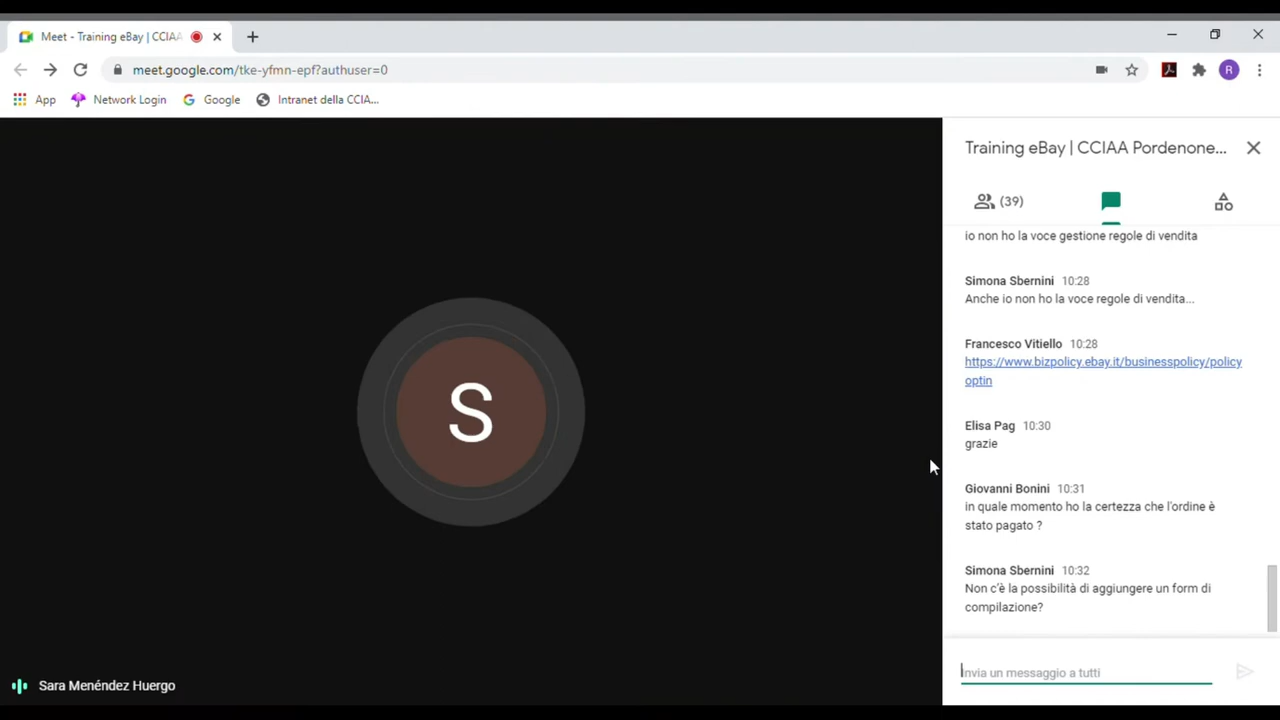 Meet - Training eBay | CCIAA
meet.google.com/tke-yfmn-epf?authuser=0
R
App
Network Login
Google
Intranet della CCIA...
Training eBay | CCIAA Pordenone...
(39)
io non ho la voce gestione regole di vendita
Simona Sbernini 10:28
Anche io non ho la voce regole di vendita...
Francesco Vitiello 10:28
https://www.bizpolicy.ebay.it/businesspolicy/policy
optin
Elisa Pag 10:30
grazie
Giovanni Bonini 10:31
in quale momento ho la certezza che l'ordine è
stato pagato ?
Simona Sbernini 10:32
Non c'è la possibilità di aggiungere un form di
compilazione?
Invia un messaggio a tutti
S
Sara Menéndez Huergo